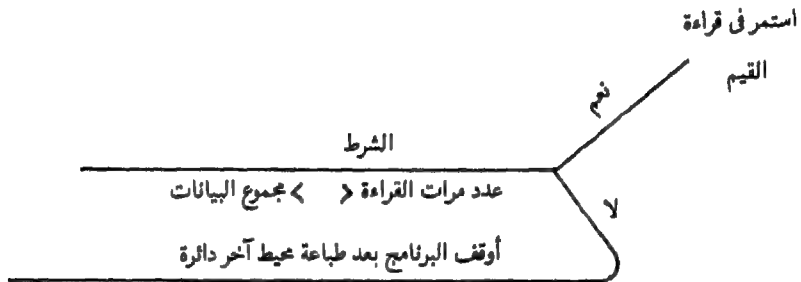 استمر فى قراءة
القيم
نعم
الشرط
عدد مرات القراءة < > مجموع البيانات
لا
أوقف البرنامج بعد طباعة محيط آخر دائرة